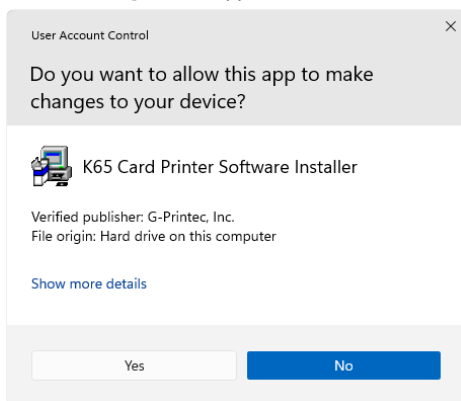 User Account Control
Do you want to allow this app to make
changes to your device?
K65 Card Printer Software Installer
Verified publisher: G-Printec, Inc.
File origin: Hard drive on this computer
Show more details
Yes
No